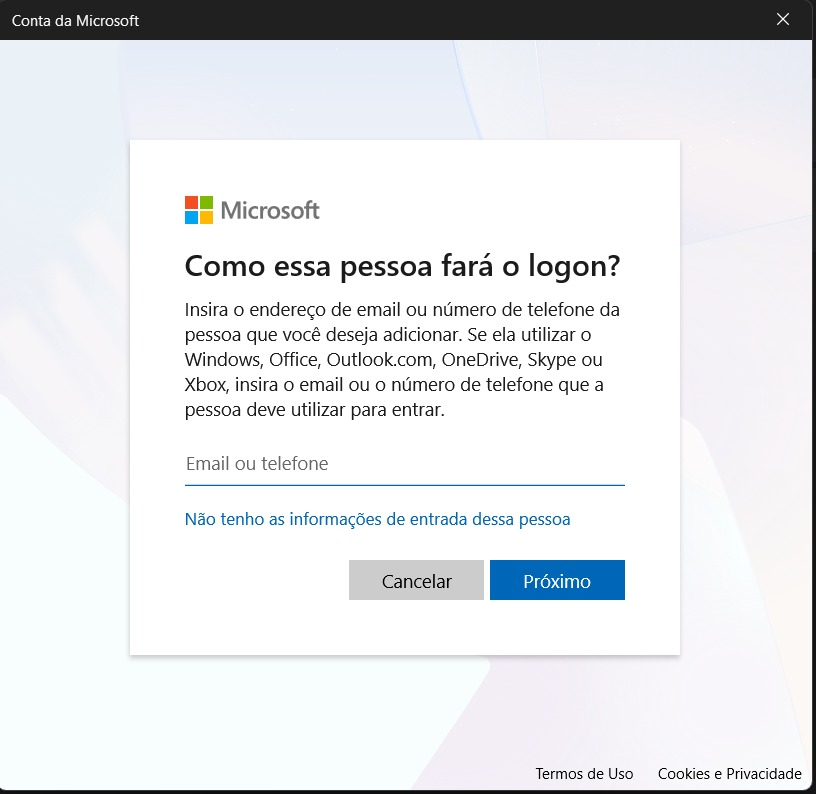 Conta da Microsoft
Microsoft
Como essa pessoa fará o logon?
Insira o endereço de email ou número de telefone da
pessoa que você deseja adicionar. Se ela utilizar o
Windows, Office, Outlook.com, OneDrive, Skype ou
Xbox, insira o email ou o número de telefone que a
pessoa deve utilizar para entrar.
Email ou telefone
Não tenho as informações de entrada dessa pessoa
Cancelar
Próximo
Termos de Uso
Cookies e Privacidade